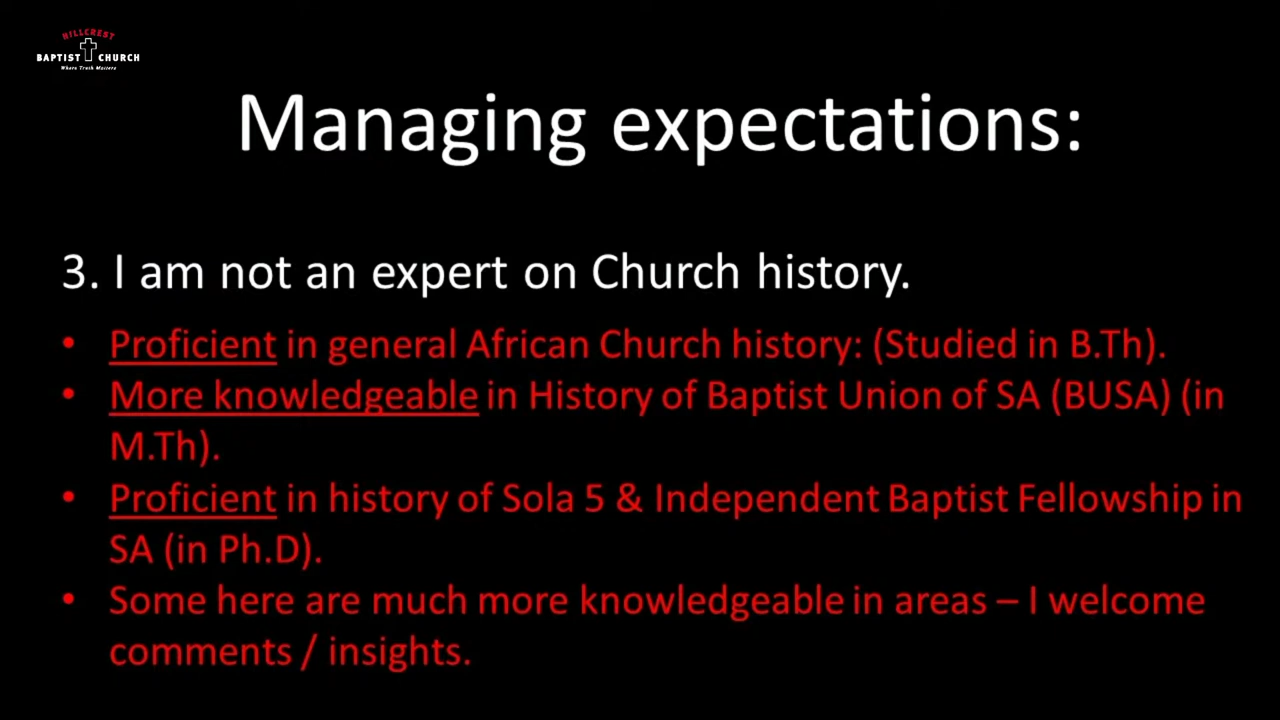 HILLCREST
BAPTIST CHURCH
Where Truth Matters
Managing expectations:
3. I am not an expert on Church history.
• Proficient in general African Church history: (Studied in B.Th).
• More knowledgeable in History of Baptist Union of SA (BUSA) (in
M.Th).
• Proficient in history of Sola 5 & Independent Baptist Fellowship in
SA (in Ph.D).
• Some here are much more knowledgeable in areas – I welcome
comments / insights.